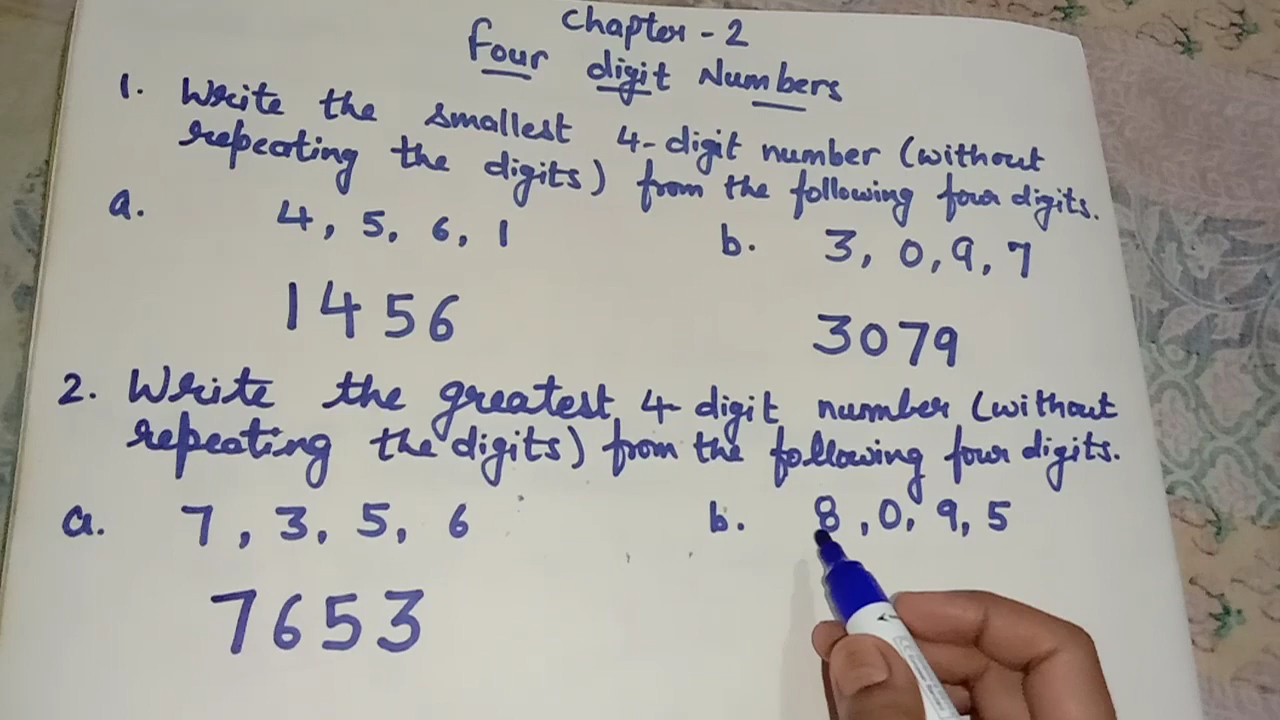 Chapter - 2
Four digit Numbers
1. Write the smallest 4-digit number (without
repeating the digits) from the following four digits.
a. 4, 5, 6, 1 b. 3, 0, 9, 7
1456 3079
2. Write the greatest 4-digit number (without
repeating the digits) from the following four digits.
a. 7, 3, 5, 6 b. 8, 0, 9, 5
7653